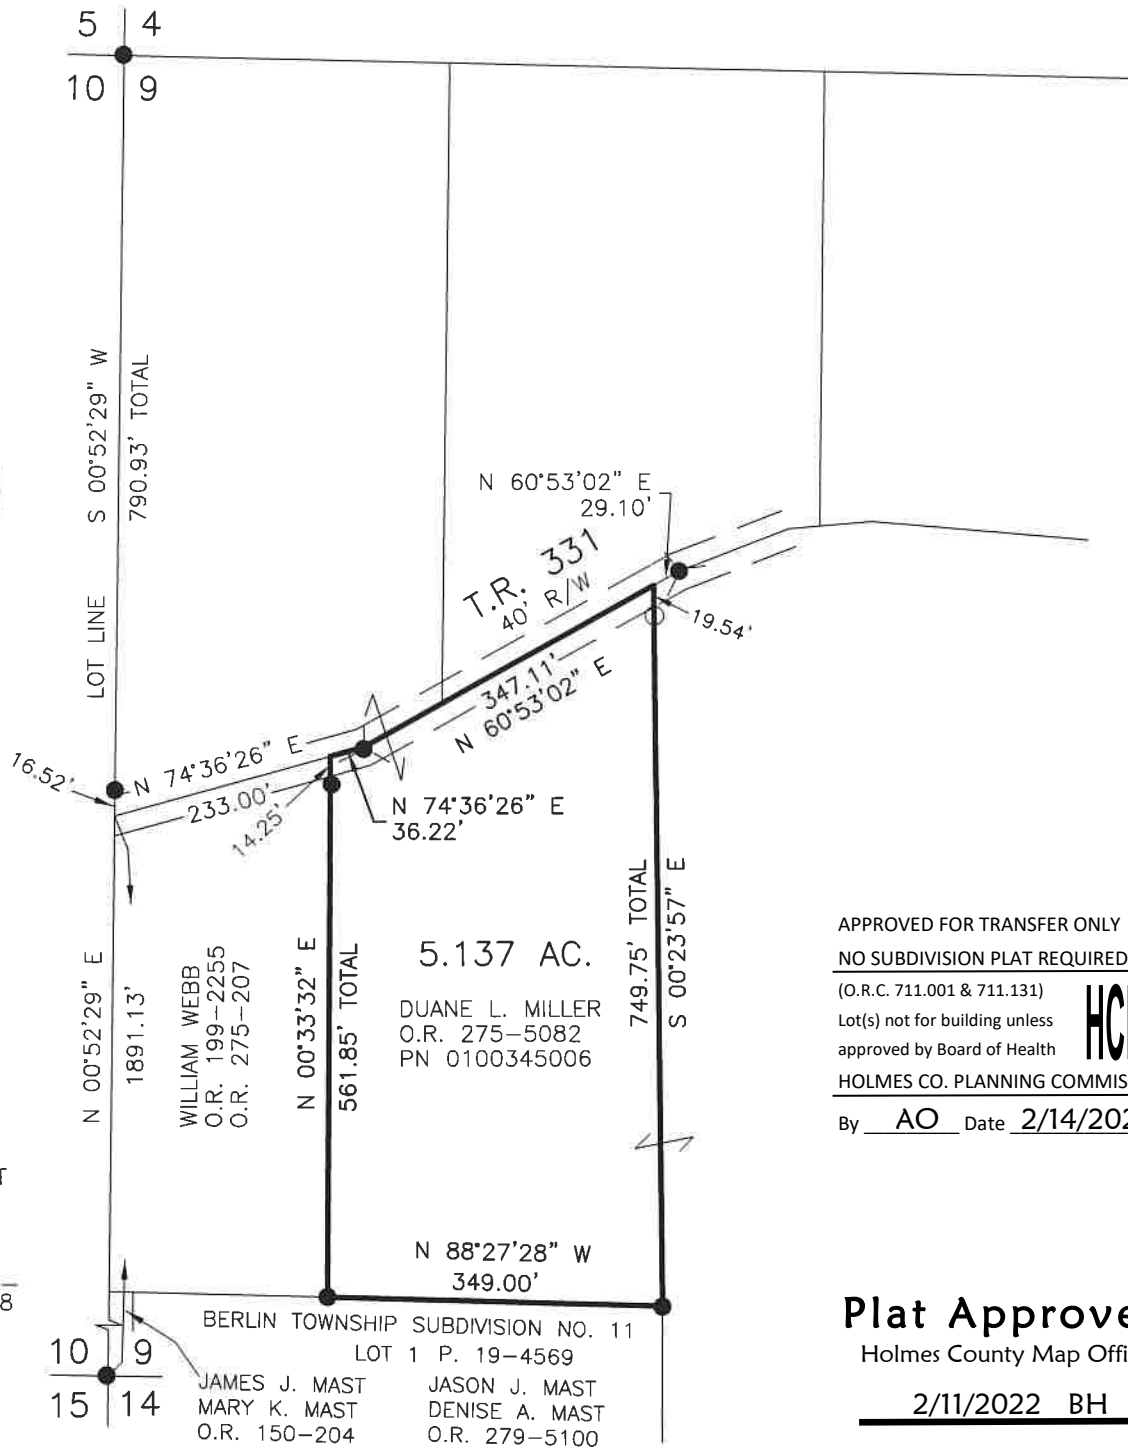 5 4
10 9
LOT LINE S 00°52'29" W
790.93' TOTAL
N 60°53'02" E
29.10'
T.R. 331
40' R/W
19.54'
347.11'
N 60°53'02" E
16.52'
N 74°36'26" E
233.00'
14.25'
N 74°36'26" E
36.22'
N 00°52'29" E
1891.13'
WILLIAM WEBB
O.R. 199-2255
O.R. 275-207
N 00°33'32" E
561.85' TOTAL
5.137 AC.
DUANE L. MILLER
O.R. 275-5082
PN 0100345006
749.75' TOTAL
S 00°23'57" E
APPROVED FOR TRANSFER ONLY
NO SUBDIVISION PLAT REQUIRED
(O.R.C. 711.001 & 711.131)
Lot(s) not for building unless
approved by Board of Health
HC
HOLMES CO. PLANNING COMMIS
By AO Date 2/14/202
T
8
N 88°27'28" W
349.00'
BERLIN TOWNSHIP SUBDIVISION NO. 11
LOT 1 P. 19-4569
10 9
15 14
JAMES J. MAST
MARY K. MAST
O.R. 150-204
JASON J. MAST
DENISE A. MAST
O.R. 279-5100
Plat Approve
Holmes County Map Offi
2/11/2022 BH